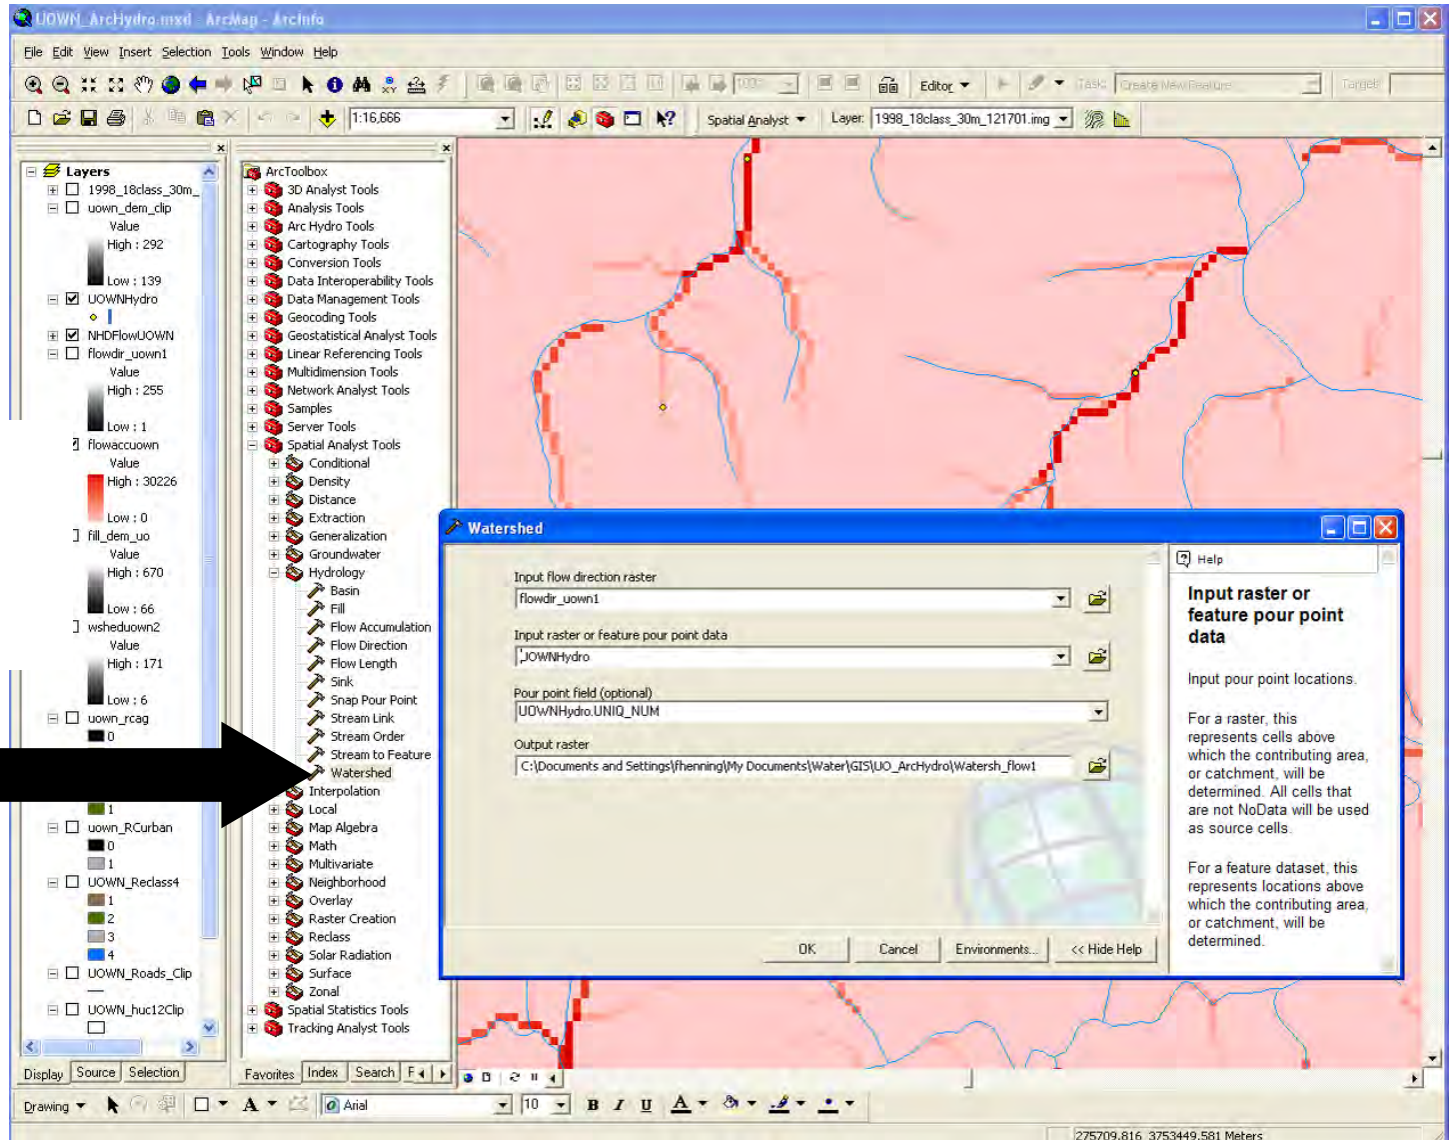 UOWN_ArcHydro.mxd - ArcMap - ArcInfo
File Edit View Insert Selection Tools Window Help
100%
Editor
Task: Create New Feature
Target:
1:16,666
Spatial Analyst
Layer: 1998_18class_30m_121701.img
Layers
1998_18class_30m_
uown_dem_clip
Value
High : 292
Low : 139
UOWNHydro
NHDFlowUOWN
flowdir_uown1
Value
High : 255
Low : 1
flowaccuown
Value
High : 30226
Low : 0
fill_dem_uo
Value
High : 670
Low : 66
wsheduown2
Value
High : 171
Low : 6
uown_rcag
0
1
uown_RCurban
0
1
UOWN_Reclass4
1
2
3
4
UOWN_Roads_Clip
UOWN_huc12Clip
Display Source Selection
ArcToolbox
3D Analyst Tools
Analysis Tools
Arc Hydro Tools
Cartography Tools
Conversion Tools
Data Interoperability Tools
Data Management Tools
Geocoding Tools
Geostatistical Analyst Tools
Linear Referencing Tools
Multidimension Tools
Network Analyst Tools
Samples
Server Tools
Spatial Analyst Tools
Conditional
Density
Distance
Extraction
Generalization
Groundwater
Hydrology
Basin
Fill
Flow Accumulation
Flow Direction
Flow Length
Sink
Snap Pour Point
Stream Link
Stream Order
Stream to Feature
Watershed
Interpolation
Local
Map Algebra
Math
Multivariate
Neighborhood
Overlay
Raster Creation
Reclass
Solar Radiation
Surface
Zonal
Spatial Statistics Tools
Tracking Analyst Tools
Favorites Index Search F
Watershed
Input flow direction raster
flowdir_uown1
Input raster or feature pour point data
UOWNHydro
Pour point field (optional)
UOWNHydro.UNIQ_NUM
Output raster
C:\Documents and Settings\fhenning\My Documents\Water\GIS\UO_ArcHydro\Watersh_flow1
OK Cancel Environments... << Hide Help
Help
Input raster or
feature pour point
data
Input pour point locations.
For a raster, this
represents cells above
which the contributing area,
or catchment, will be
determined. All cells that
are not NoData will be used
as source cells.
For a feature dataset, this
represents locations above
which the contributing area,
or catchment, will be
determined.
Drawing
A
Arial
10
B I U A
275709.816 3753449.581 Meters